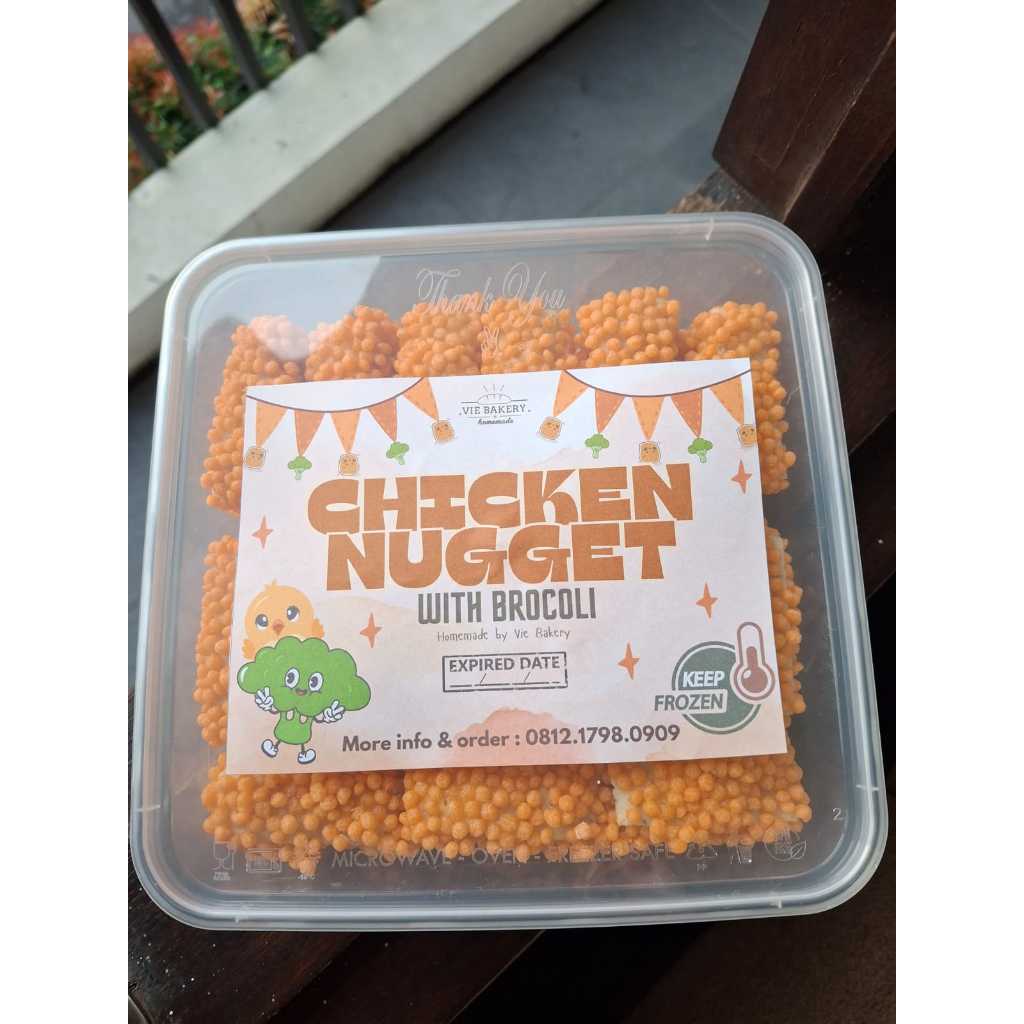 Thank You
VIE BAKERY
homemade
CHICKEN
NUGGET
WITH BROCOLI
Homemade by Vie Bakery
EXPIRED DATE
/ /
KEEP
FROZEN
More info & order : 0812.1798.0909
MICROWAVE - OVEN - FREEZER SAFE